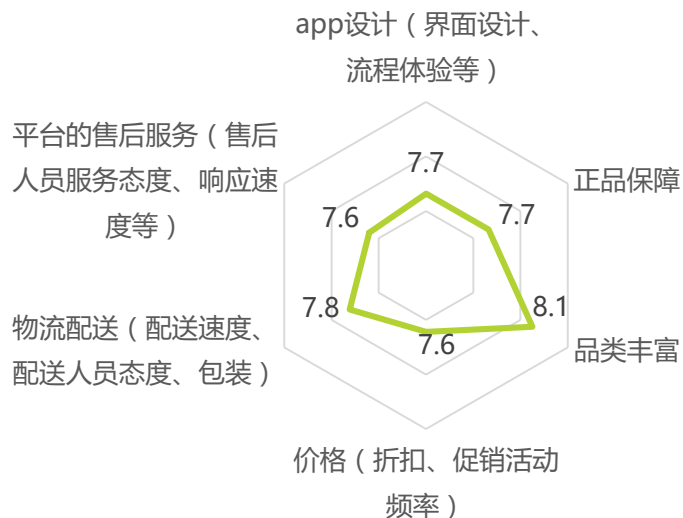 app设计（界面设计、
流程体验等）
平台的售后服务（售后
人员服务态度、响应速
度等）
7.7
正品保障
7.6
7.7
物流配送（配送速度、
配送人员态度、包装）
7.8
8.1
7.6
品类丰富
价格（折扣、促销活动
频率）